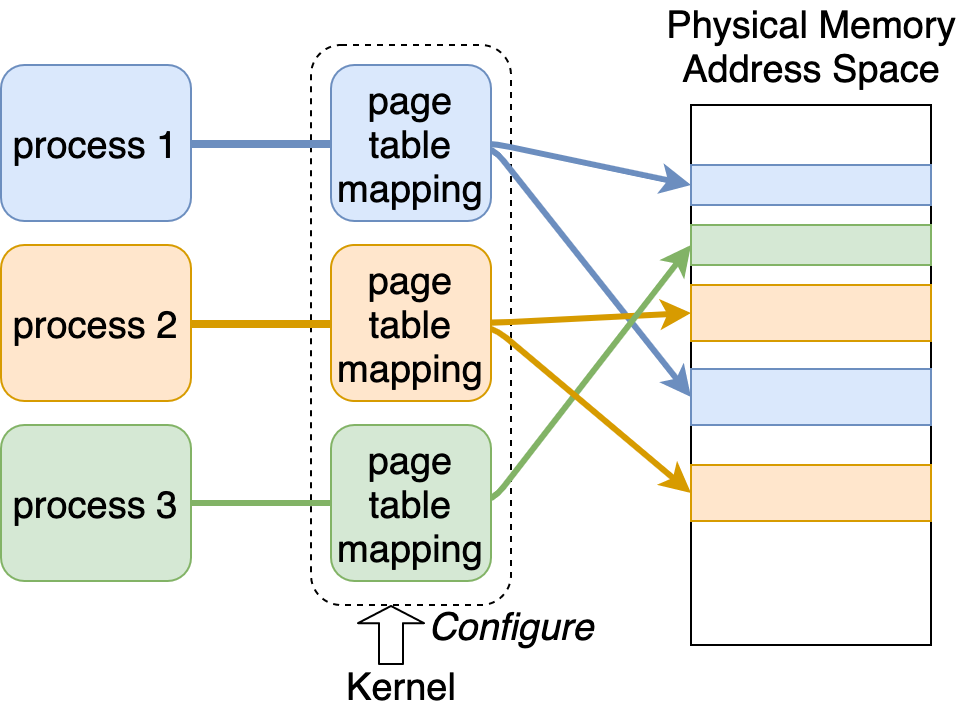 Physical Memory
Address Space
process 1
page
table
mapping
process 2
page
table
mapping
process 3
page
table
mapping
Configure
Kernel